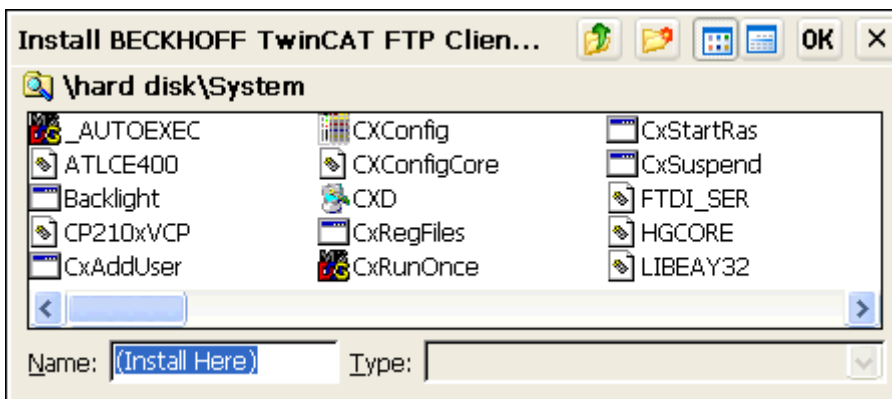 Install BECKHOFF TwinCAT FTP Clien... OK
\hard disk\System
_AUTOEXEC CXConfig CxStartRas
ATLCE400 CXConfigCore CxSuspend
Backlight CXD FTDI_SER
CP210xVCP CxRegFiles HGCORE
CxAddUser CxRunOnce LIBEAY32
Name: (Install Here) Type: